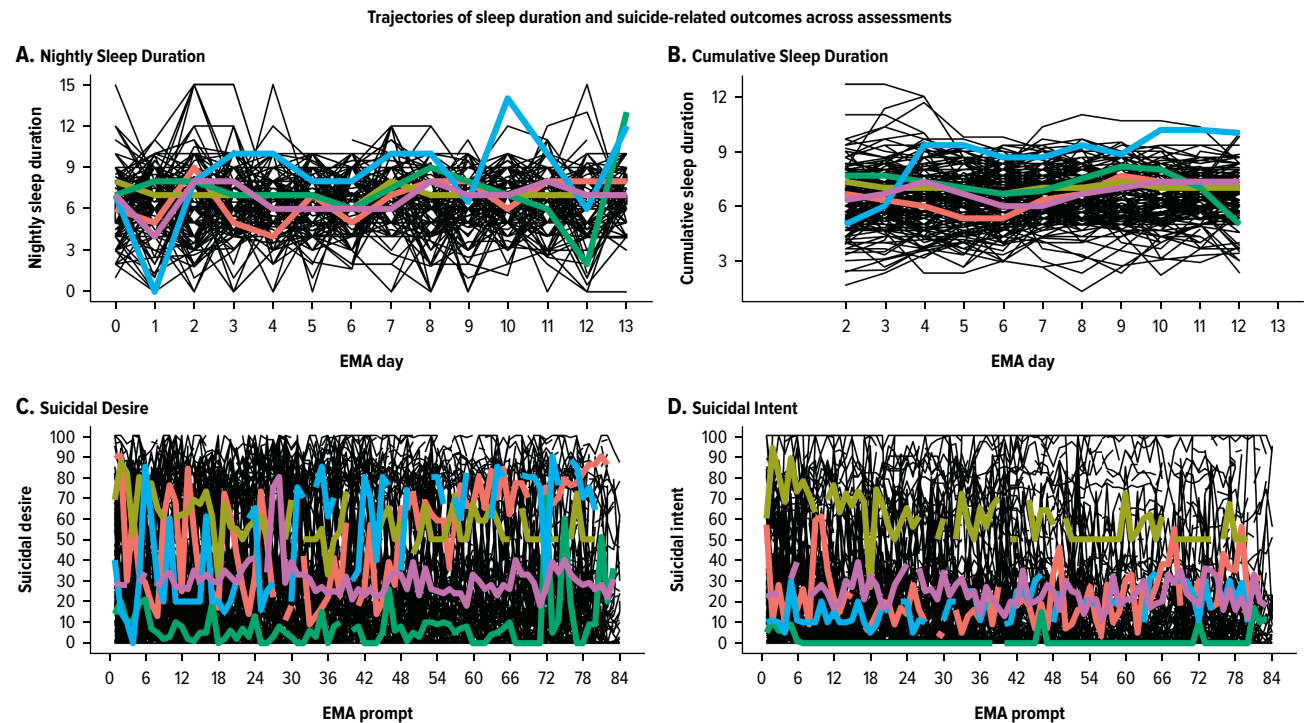 Trajectories of sleep duration and suicide-related outcomes across assessments
A. Nightly Sleep Duration
15
12
9
6
3
0
Nightly sleep duration
0 1 2 3 4 5 6 7 8 9 10 11 12 13
EMA day
B. Cumulative Sleep Duration
12
9
6
3
Cumulative sleep duration
2 3 4 5 6 7 8 9 10 11 12 13
EMA day
C. Suicidal Desire
100
90
80
70
60
50
40
30
20
10
0
Suicidal desire
0 6 12 18 24 30 36 42 48 54 60 66 72 78 84
EMA prompt
D. Suicidal Intent
100
90
80
70
60
50
40
30
20
10
0
Suicidal intent
0 6 12 18 24 30 36 42 48 54 60 66 72 78 84
EMA prompt